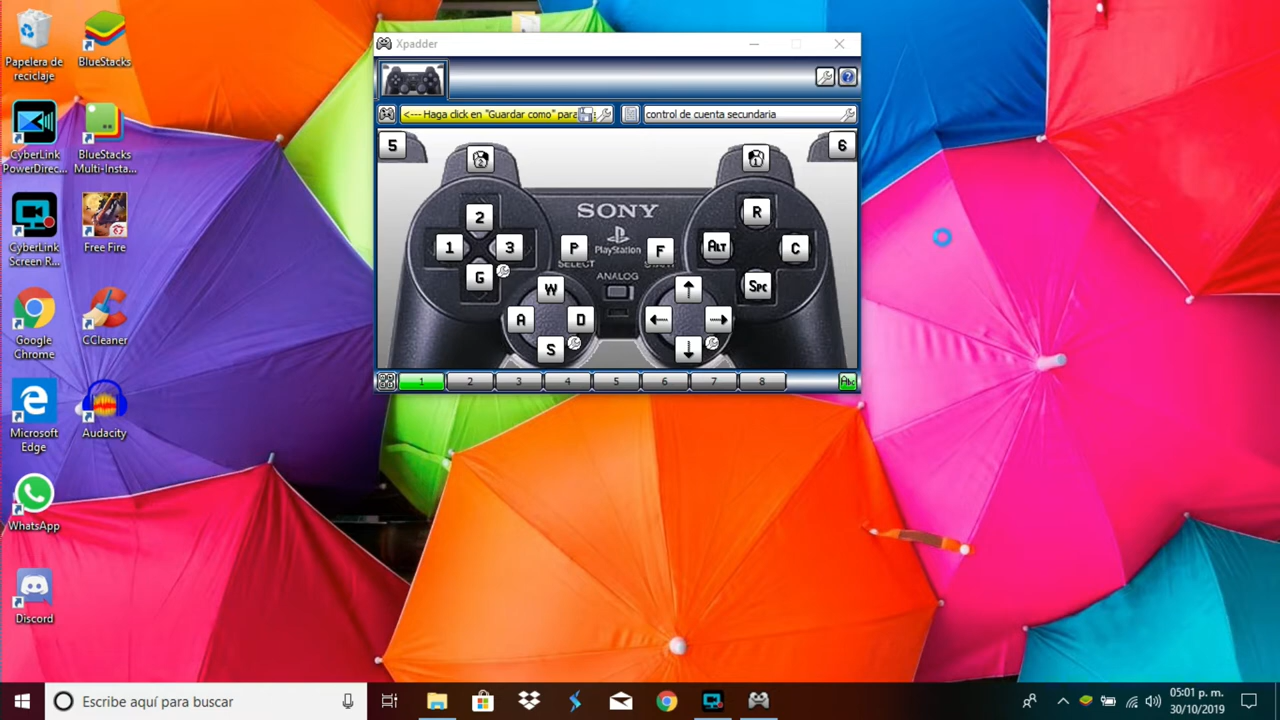 Papelera de
reciclaje
BlueStacks
CyberLink
PowerDirec...
BlueStacks
Multi-Insta...
CyberLink
Screen R...
Free Fire
Google
Chrome
CCleaner
Microsoft
Edge
Audacity
WhatsApp
Discord
Xpadder
<--- Haga click en "Guardar como" para
control de cuenta secundaria
5
2
1
6
SONY
PlayStation
SELECT
ANALOG
2
1
3
G
P
F
R
Alt
C
Spc
W
A
D
S
1
2
3
4
5
6
7
8
Abc
Escribe aquí para buscar
05:01 p. m.
30/10/2019